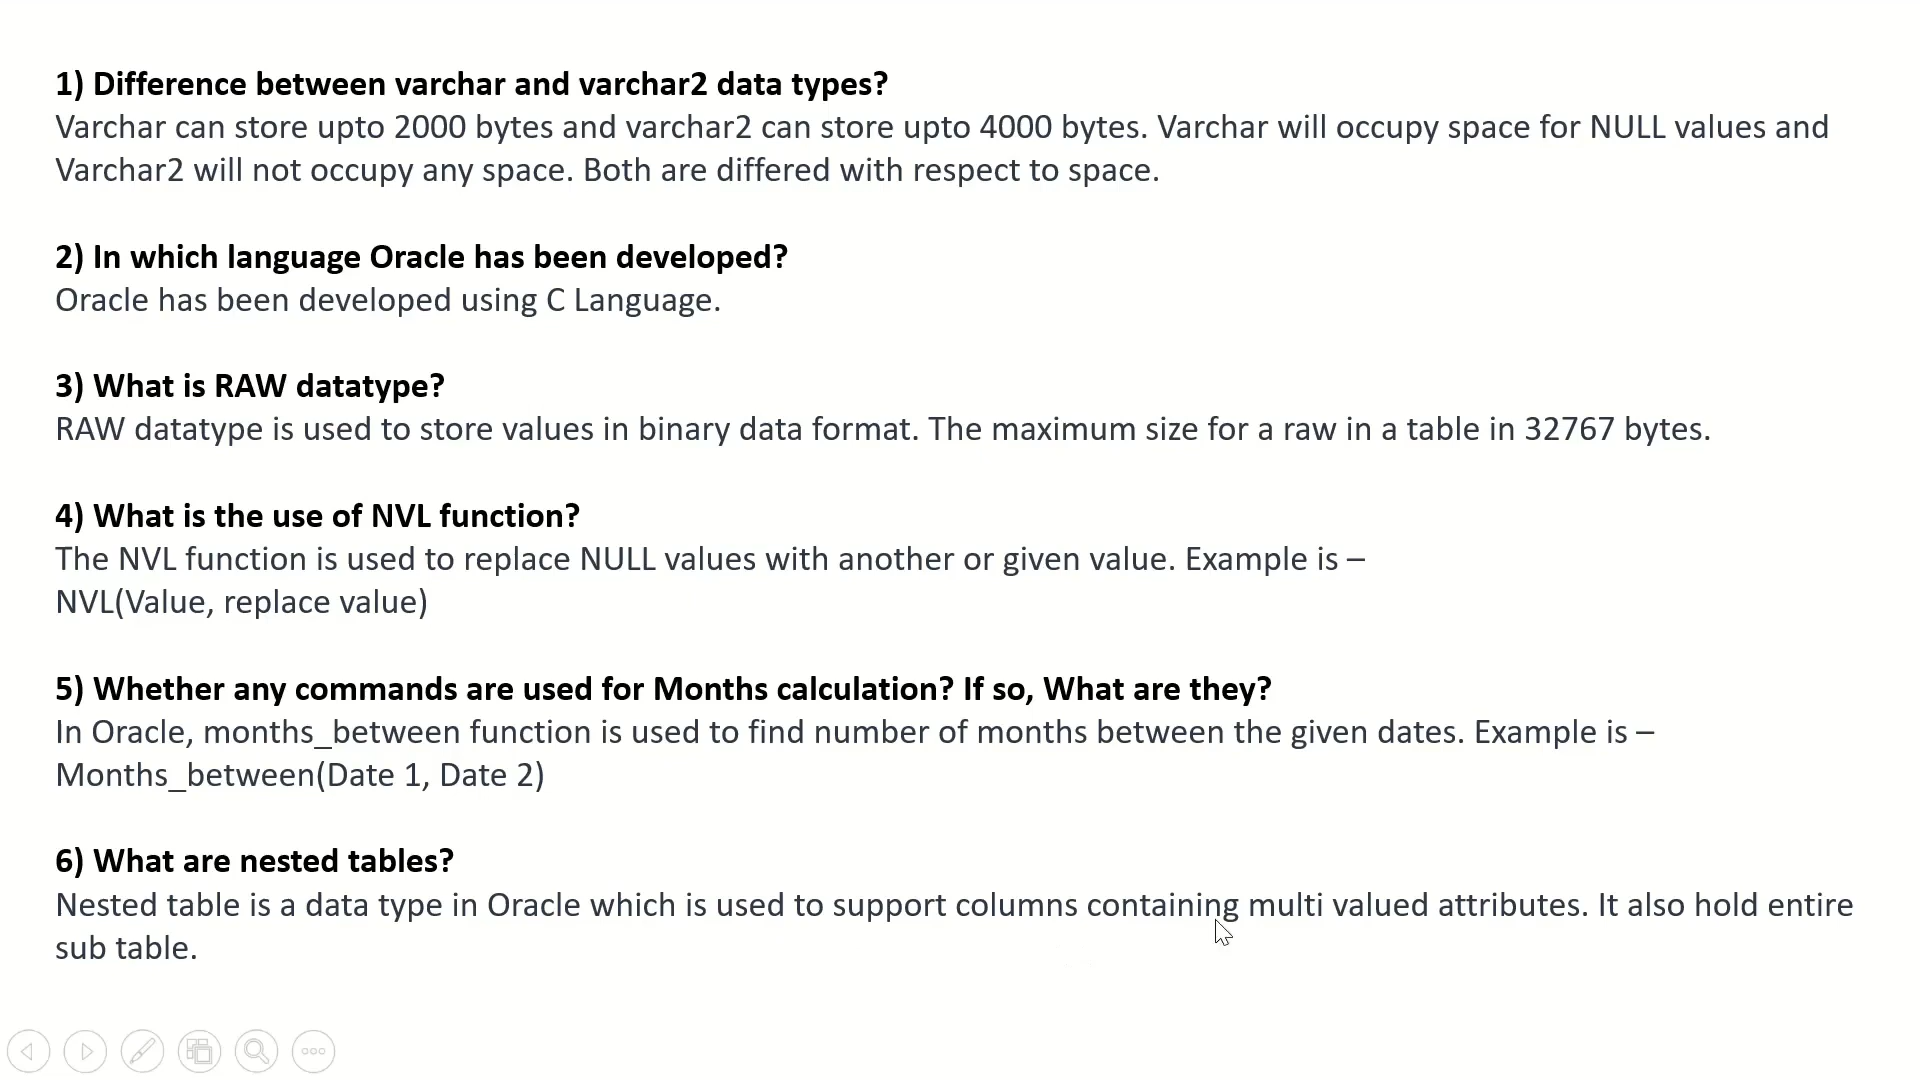 1) Difference between varchar and varchar2 data types?
Varchar can store upto 2000 bytes and varchar2 can store upto 4000 bytes. Varchar will occupy space for NULL values and
Varchar2 will not occupy any space. Both are differed with respect to space.
2) In which language Oracle has been developed?
Oracle has been developed using C Language.
3) What is RAW datatype?
RAW datatype is used to store values in binary data format. The maximum size for a raw in a table in 32767 bytes.
4) What is the use of NVL function?
The NVL function is used to replace NULL values with another or given value. Example is –
NVL(Value, replace value)
5) Whether any commands are used for Months calculation? If so, What are they?
In Oracle, months_between function is used to find number of months between the given dates. Example is –
Months_between(Date 1, Date 2)
6) What are nested tables?
Nested table is a data type in Oracle which is used to support columns containing multi valued attributes. It also hold entire
sub table.